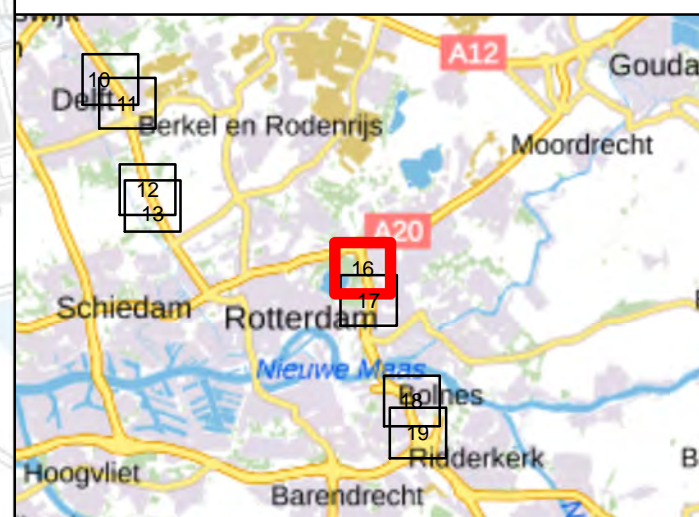 A12
Gouda
10
Delft
11
Berkel en Rodenrijs
Moordrecht
12
13
A20
16
Schiedam
17
Rotterdam
Nieuwe Maas
Bolnes
18
19
Ridderkerk
B
Hoogvliet
Barendrecht